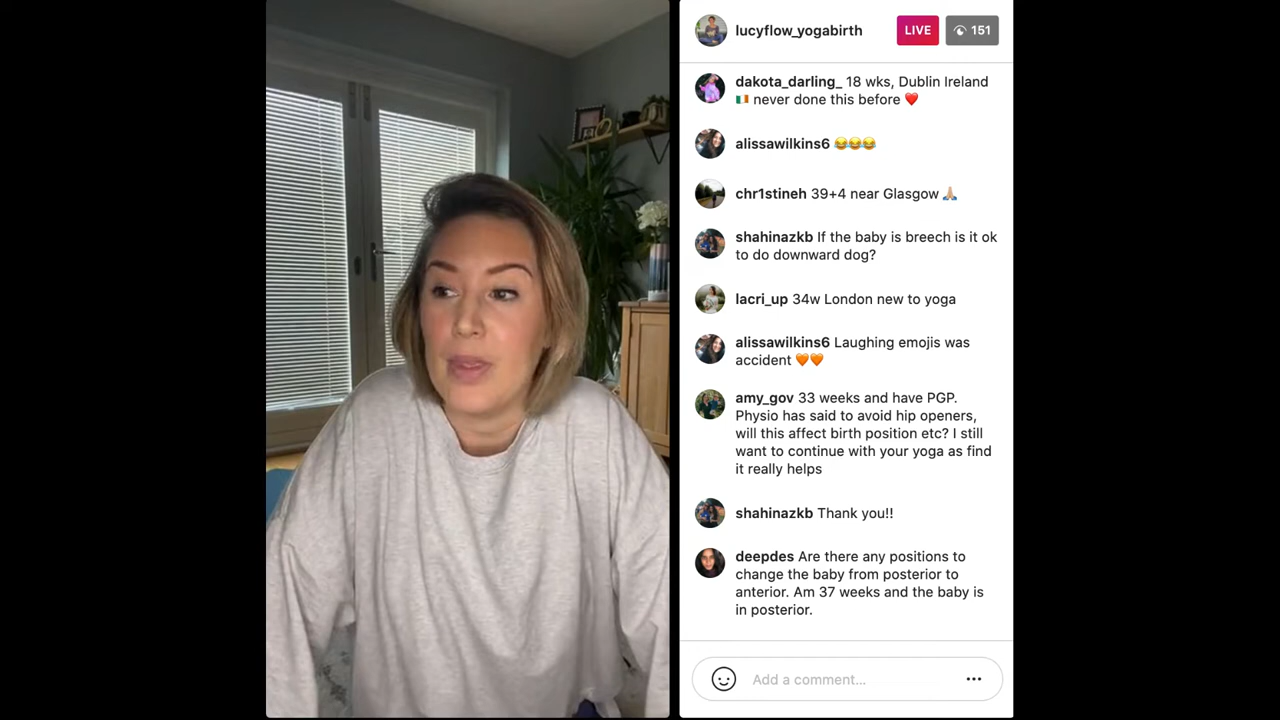 lucyflow_yogabirth LIVE 151
dakota_darling_ 18 wks, Dublin Ireland
🇮🇪 never done this before ❤️
alissawilkins6 😂😂😂
chr1stineh 39+4 near Glasgow 🙏🏼
shahinazkb If the baby is breech is it ok
to do downward dog?
lacri_up 34w London new to yoga
alissawilkins6 Laughing emojis was
accident 🧡🧡
amy_gov 33 weeks and have PGP.
Physio has said to avoid hip openers,
will this affect birth position etc? I still
want to continue with your yoga as find
it really helps
shahinazkb Thank you!!
deepdes Are there any positions to
change the baby from posterior to
anterior. Am 37 weeks and the baby is
in posterior.
Add a comment...